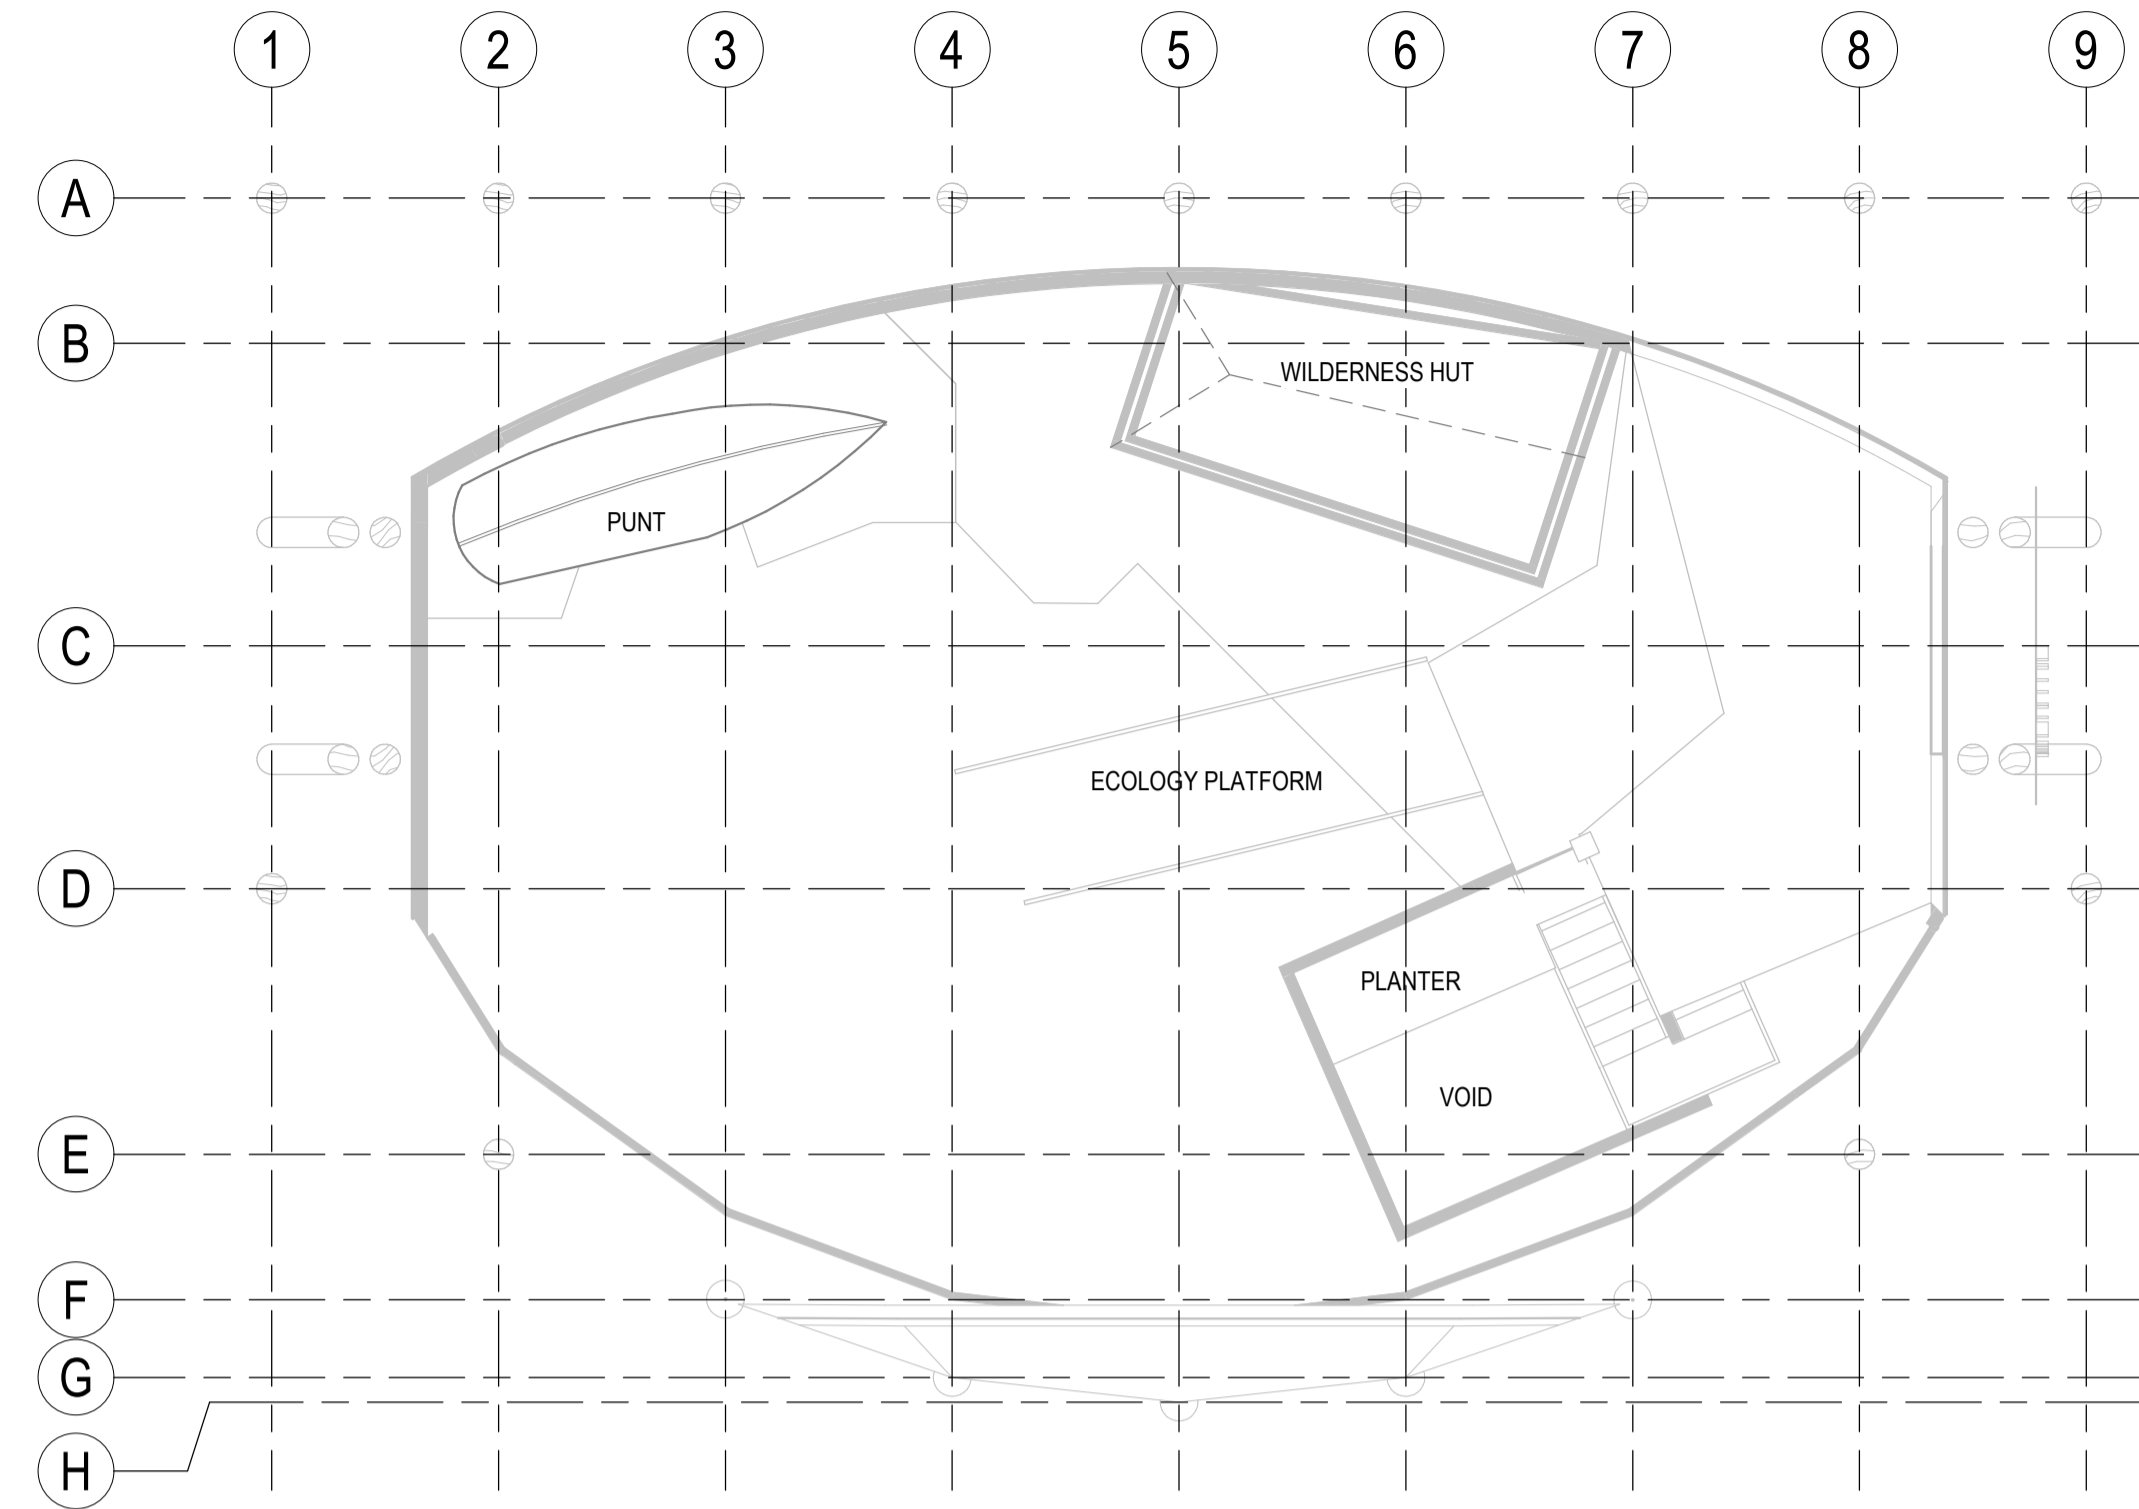 1 2 3 4 5 6 7 8 9
A
B
WILDERNESS HUT
PUNT
C
ECOLOGY PLATFORM
D
PLANTER
VOID
E
F
G
H